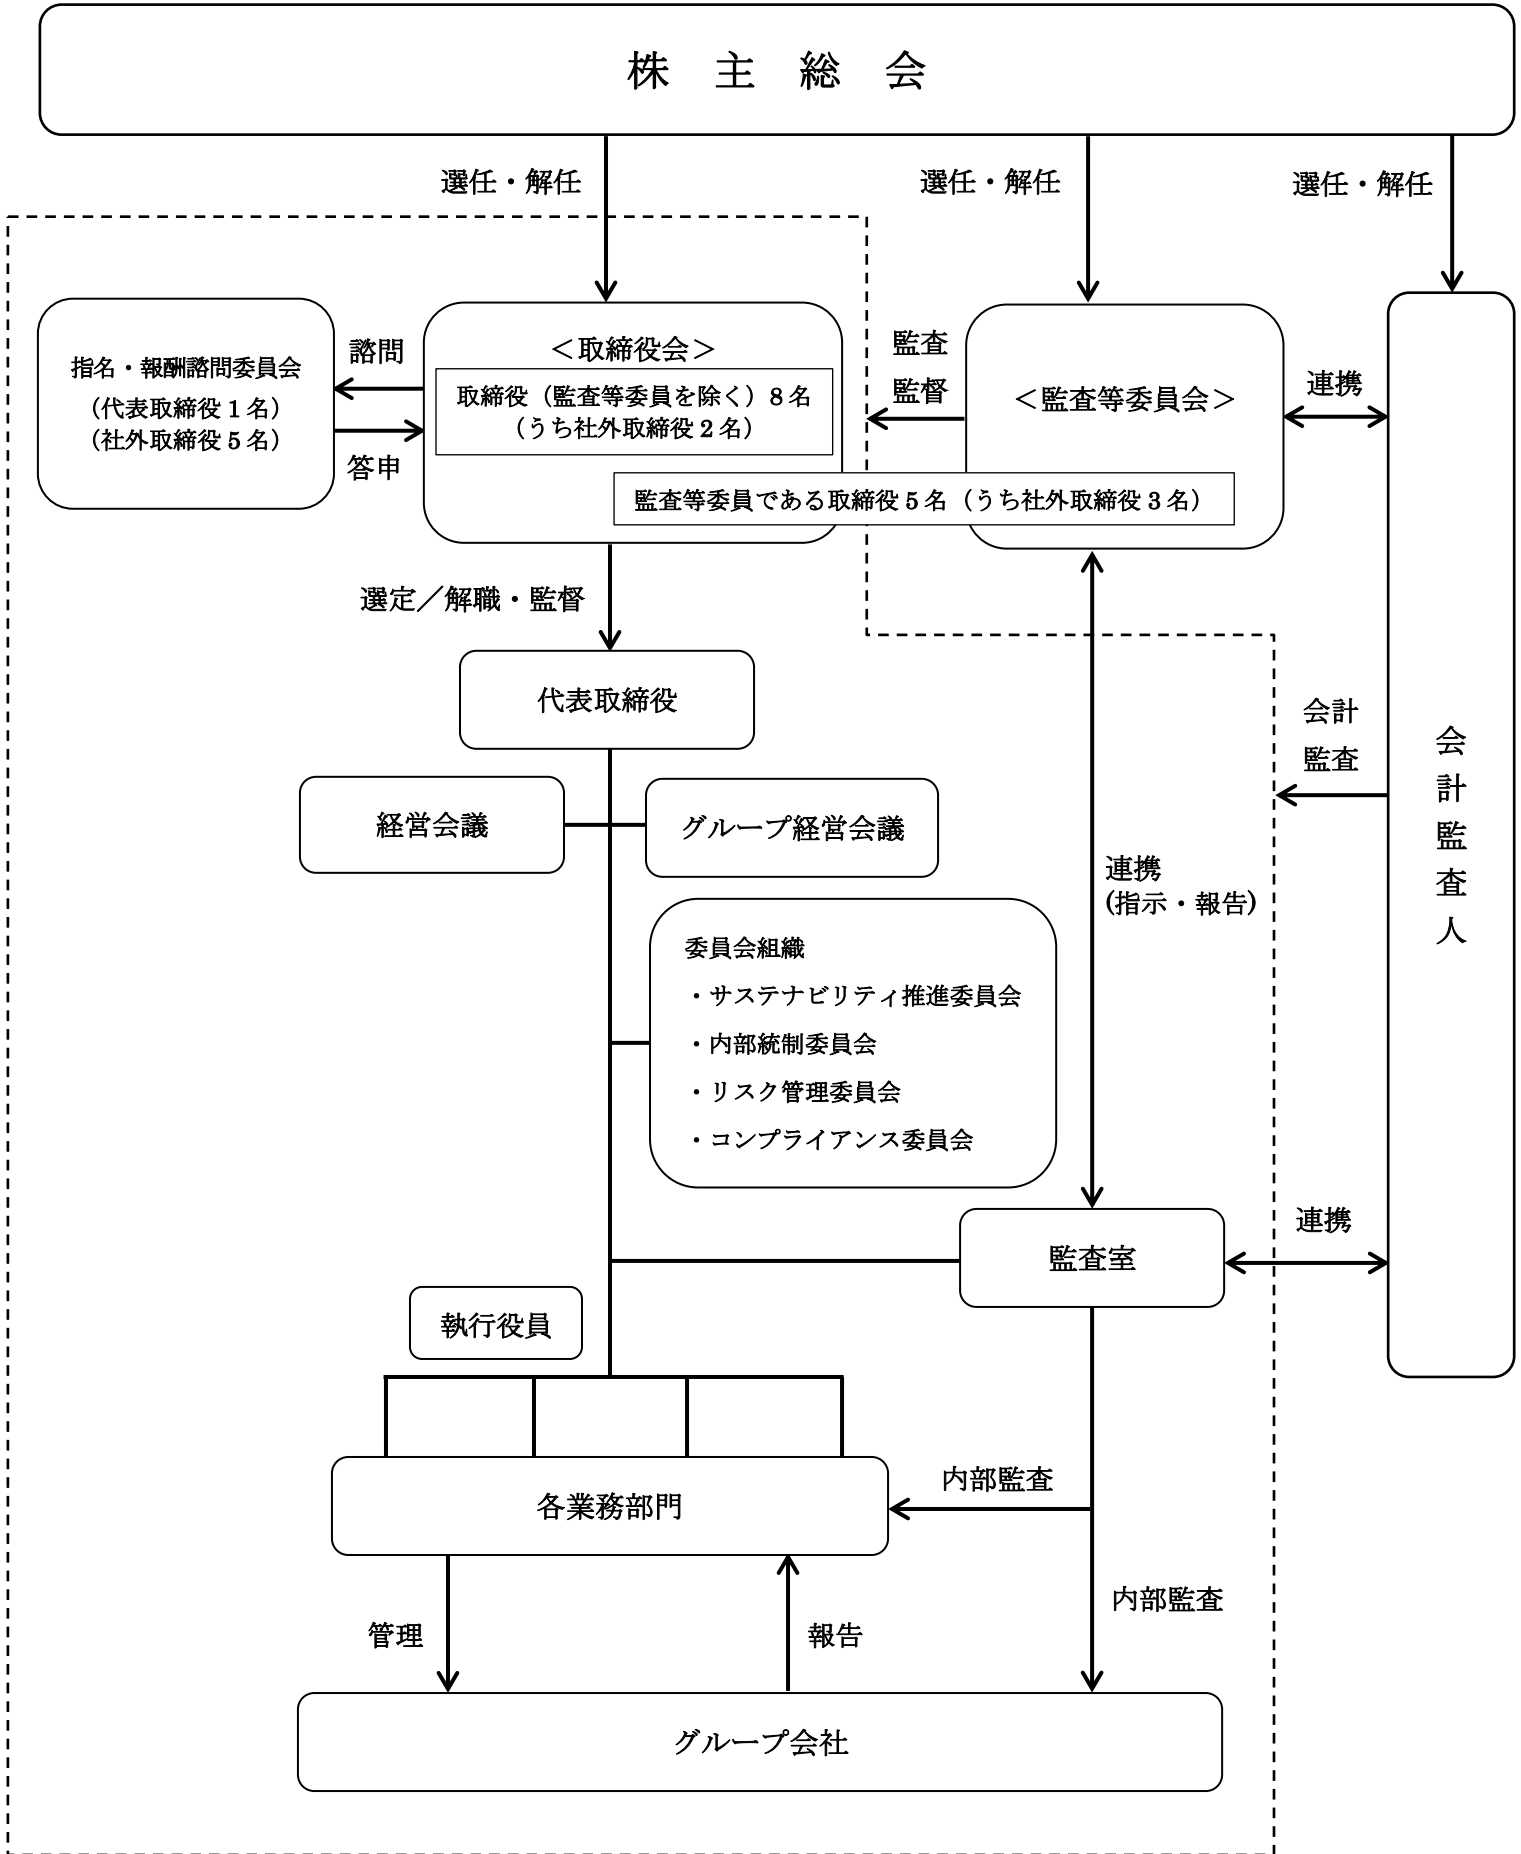 株　主　総　会
選任・解任
選任・解任
選任・解任
指名・報酬諮問委員会
（代表取締役 1 名）
（社外取締役 5 名）
諮問
答申
＜取締役会＞
取締役（監査等委員を除く）8 名
（うち社外取締役 2 名）
監査
監督
＜監査等委員会＞
連携
監査等委員である取締役 5 名（うち社外取締役 3 名）
選定／解職・監督
代表取締役
経営会議
グループ経営会議
会計
監査
会計監査人
連携
(指示・報告)
委員会組織
・サステナビリティ推進委員会
・内部統制委員会
・リスク管理委員会
・コンプライアンス委員会
監査室
連携
執行役員
各業務部門
内部監査
内部監査
管理
報告
グループ会社